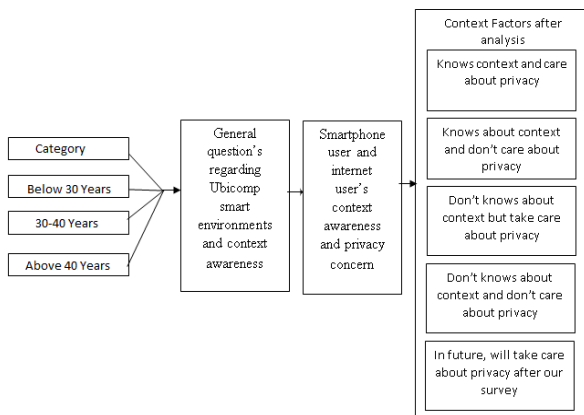 Category
Below 30 Years
30-40 Years
Above 40 Years
General
question's
regarding
Ubicomp
smart
environments
and context
awareness
Smartphone
user and
internet
user's
context
awareness
and privacy
concern
Context Factors after
analysis
Knows context and care
about privacy
Knows about context
and don't care about
privacy
Don't knows about
context but take care
about privacy
Don't knows about
context and don't care
about privacy
In future, will take care
about privacy after our
survey